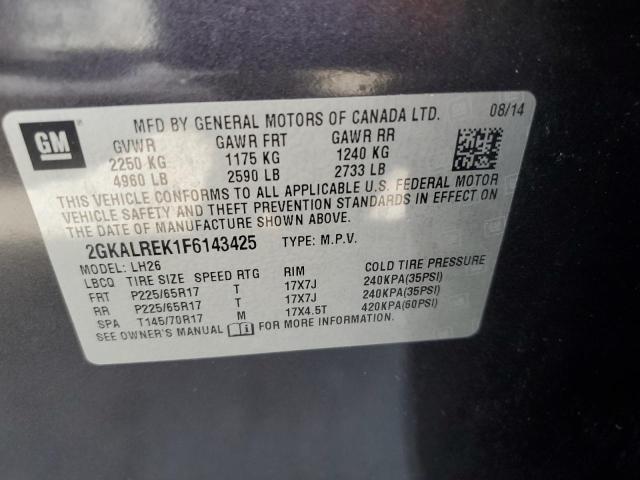 GM
MFD BY GENERAL MOTORS OF CANADA LTD. 08/14
GVWR GAWR FRT GAWR RR
2250 KG 1175 KG 1240 KG
4960 LB 2590 LB 2733 LB
THIS VEHICLE CONFORMS TO ALL APPLICABLE U.S. FEDERAL MOTOR
VEHICLE SAFETY AND THEFT PREVENTION STANDARDS IN EFFECT ON
THE DATE OF MANUFACTURE SHOWN ABOVE.
2GKALREK1F6143425 TYPE: M.P.V.
MODEL: LH26
LBCQ TIRE SIZE SPEED RTG RIM COLD TIRE PRESSURE
FRT P225/65R17 T 17X7J 240KPA(35PSI)
RR P225/65R17 T 17X7J 240KPA(35PSI)
SPA T145/70R17 M 17X4.5T 420KPA(60PSI)
SEE OWNER'S MANUAL